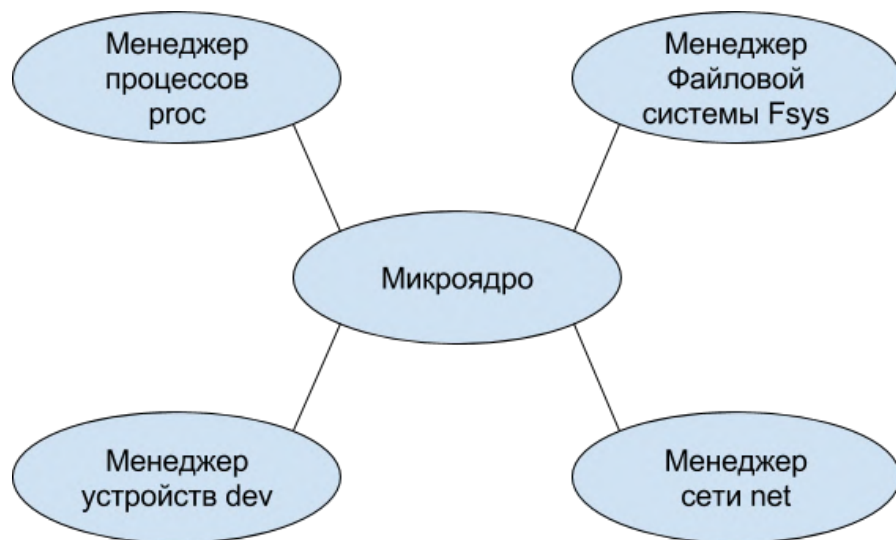 Менеджер
процессов
proc
Менеджер
Файловой
системы Fsys
Микроядро
Менеджер
устройств dev
Менеджер
сети net